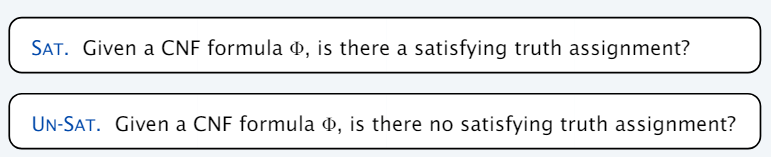 SAT. Given a CNF formula Φ, is there a satisfying truth assignment?
UN-SAT. Given a CNF formula Φ, is there no satisfying truth assignment?